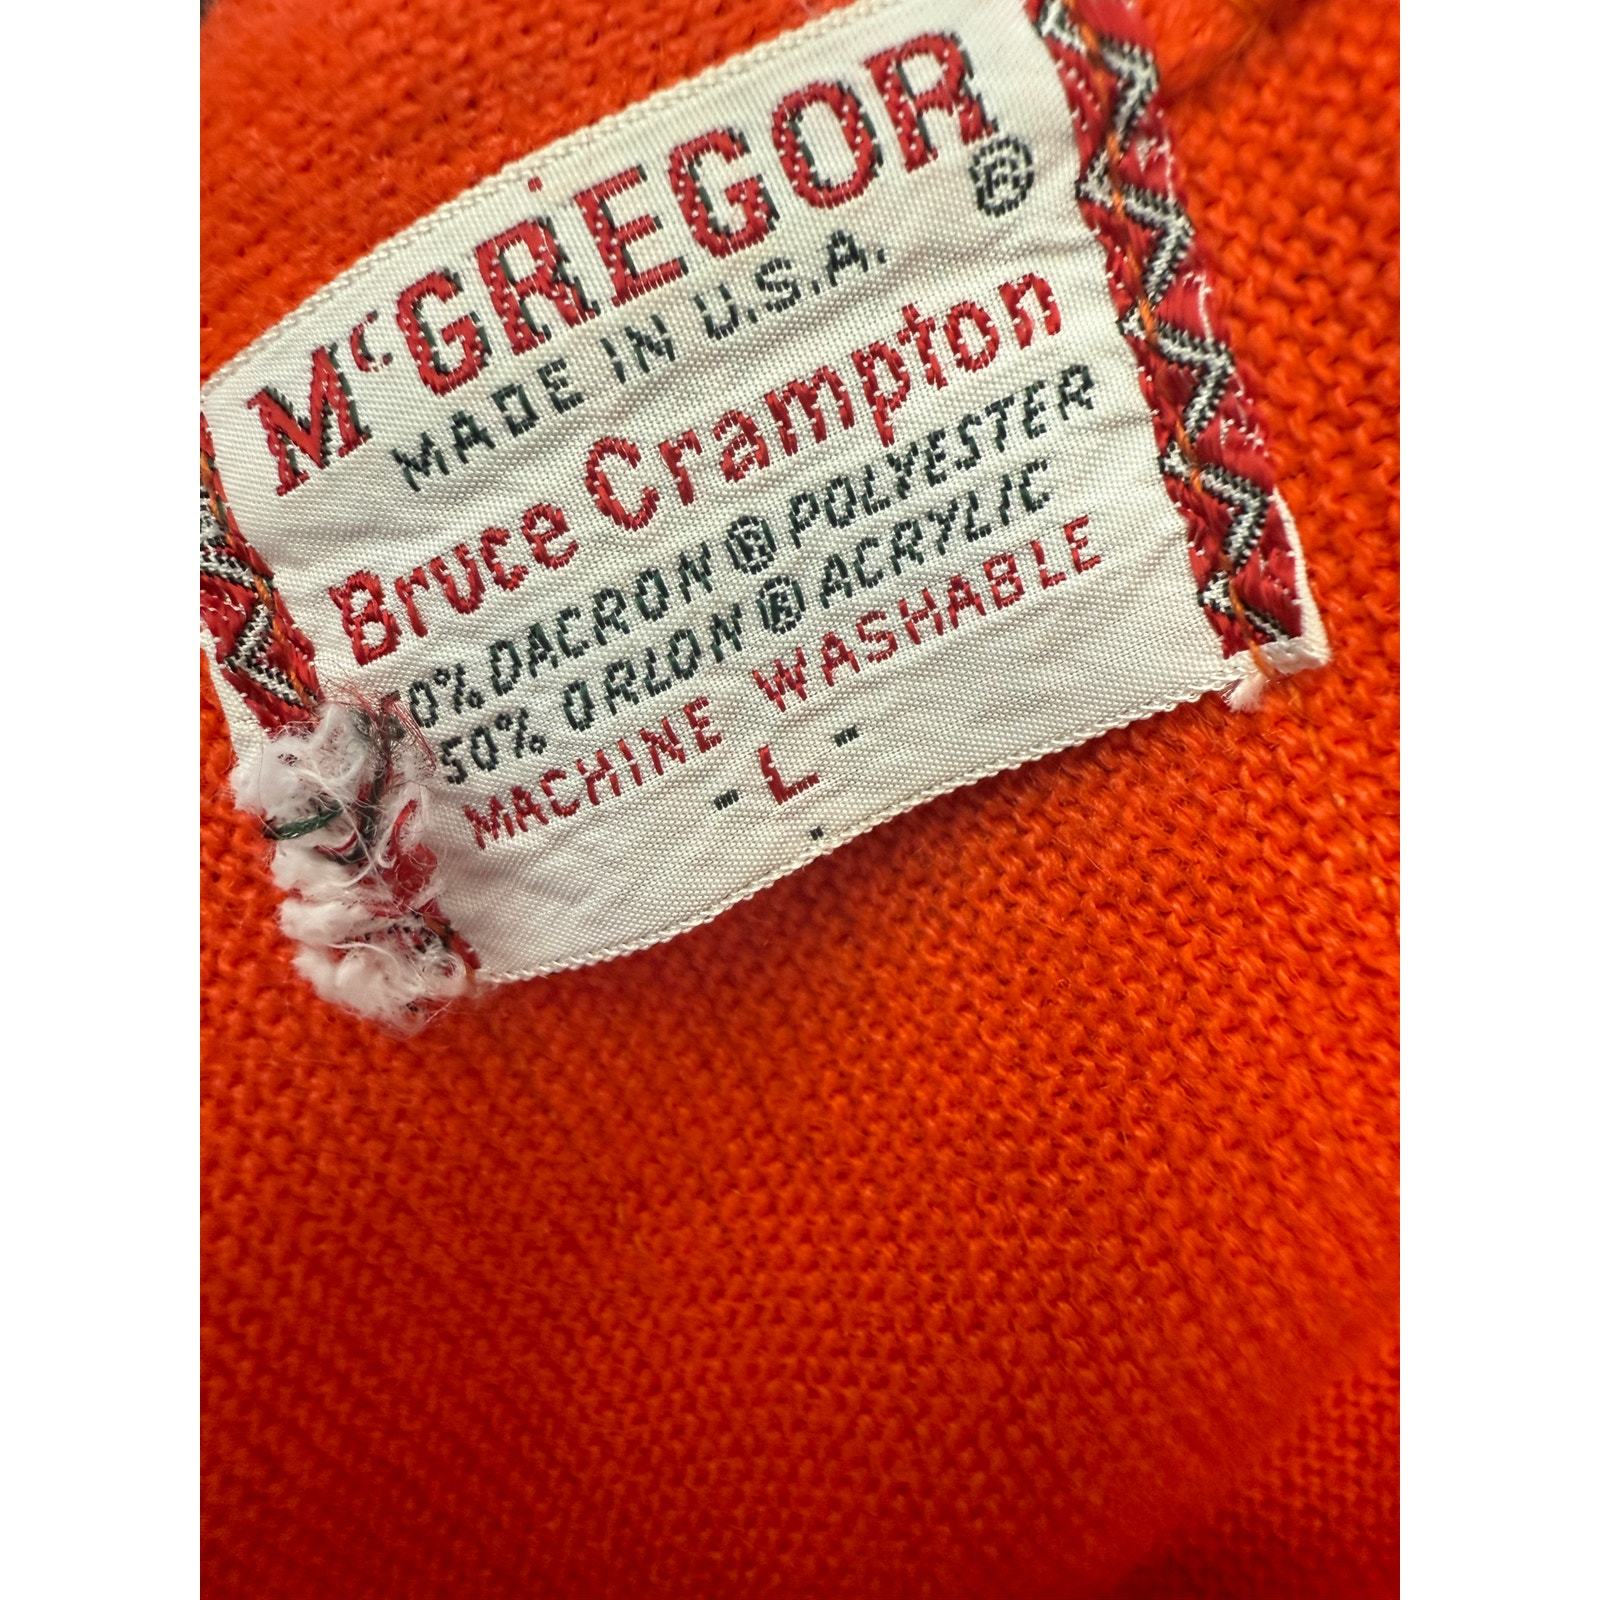 McGREGOR ®
MADE IN U.S.A.
Bruce Crampton
50% DACRON ® POLYESTER
50% ORLON ® ACRYLIC
MACHINE WASHABLE
- L -